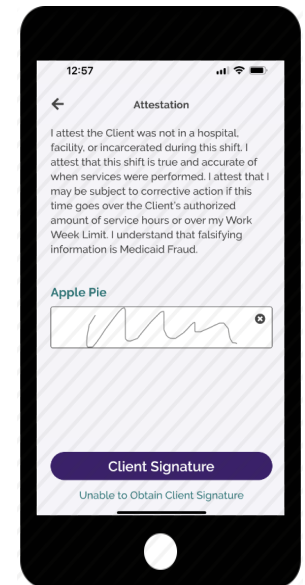 12:57
Attestation
I attest the Client was not in a hospital,
facility, or incarcerated during this shift. I
attest that this shift is true and accurate of
when services were performed. I attest that I
may be subject to corrective action if this
time goes over the Client's authorized
amount of service hours or over my Work
Week Limit. I understand that falsifying
information is Medicaid Fraud.
Apple Pie
Client Signature
Unable to Obtain Client Signature